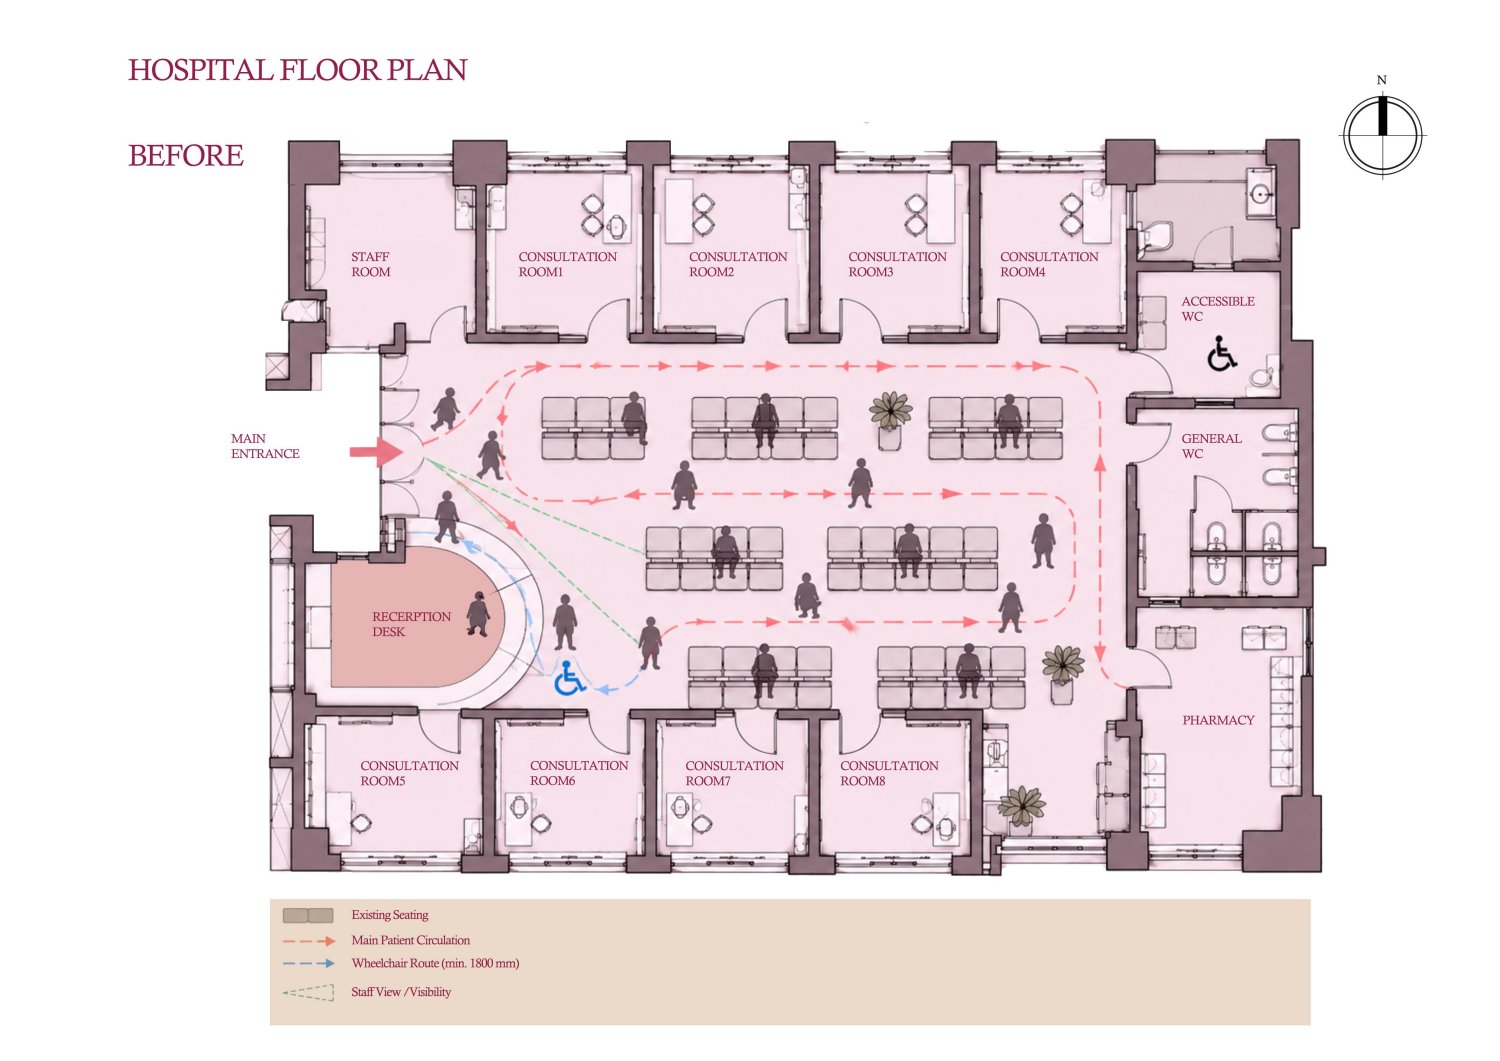 HOSPITAL FLOOR PLAN
N
BEFORE
STAFF
ROOM
CONSULTATION
ROOM1
CONSULTATION
ROOM2
CONSULTATION
ROOM3
CONSULTATION
ROOM4
ACCESSIBLE
WC
MAIN
ENTRANCE
GENERAL
WC
RECERPTION
DESK
PHARMACY
CONSULTATION
ROOM5
CONSULTATION
ROOM6
CONSULTATION
ROOM7
CONSULTATION
ROOM8
Existing Seating
Main Patient Circulation
Wheelchair Route (min. 1800 mm)
Staff View /Visibility